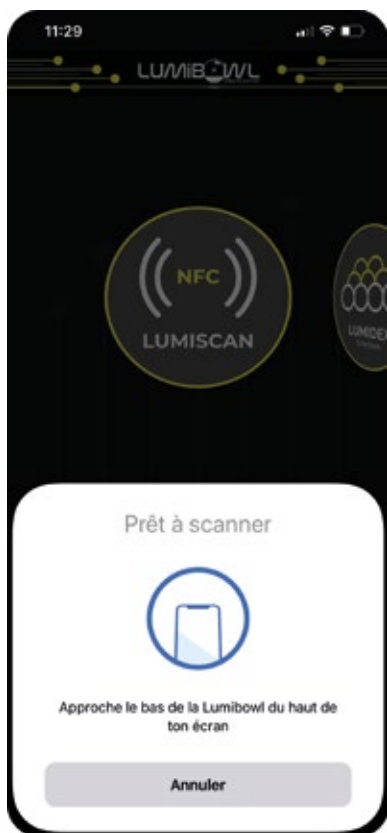 11:29
LUMIBOWL
NFC
LUMISCAN
LUMIDEX
Prêt à scanner
Approche le bas de la Lumibowl du haut de
ton écran
Annuler